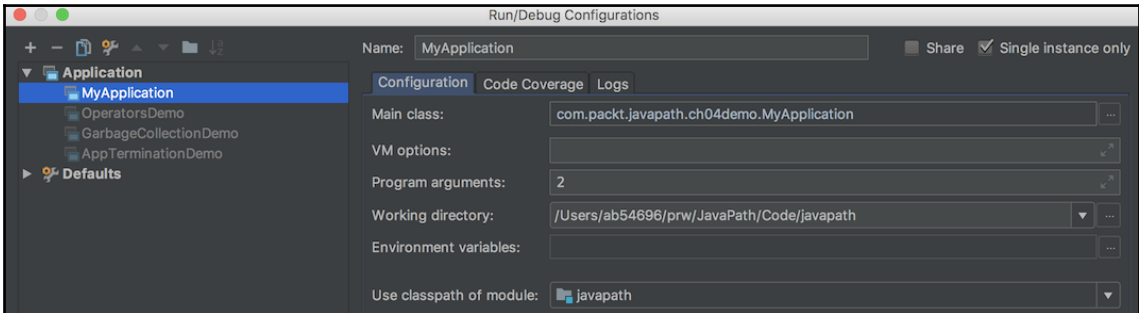 Run/Debug Configurations
Name: MyApplication Share Single instance only
Application
MyApplication
OperatorsDemo
GarbageCollectionDemo
AppTerminationDemo
Defaults
Configuration Code Coverage Logs
Main class: com.packt.javapath.ch04demo.MyApplication ...
VM options:
Program arguments: 2
Working directory: /Users/ab54696/prw/JavaPath/Code/javapath ...
Environment variables: ...
Use classpath of module: javapath